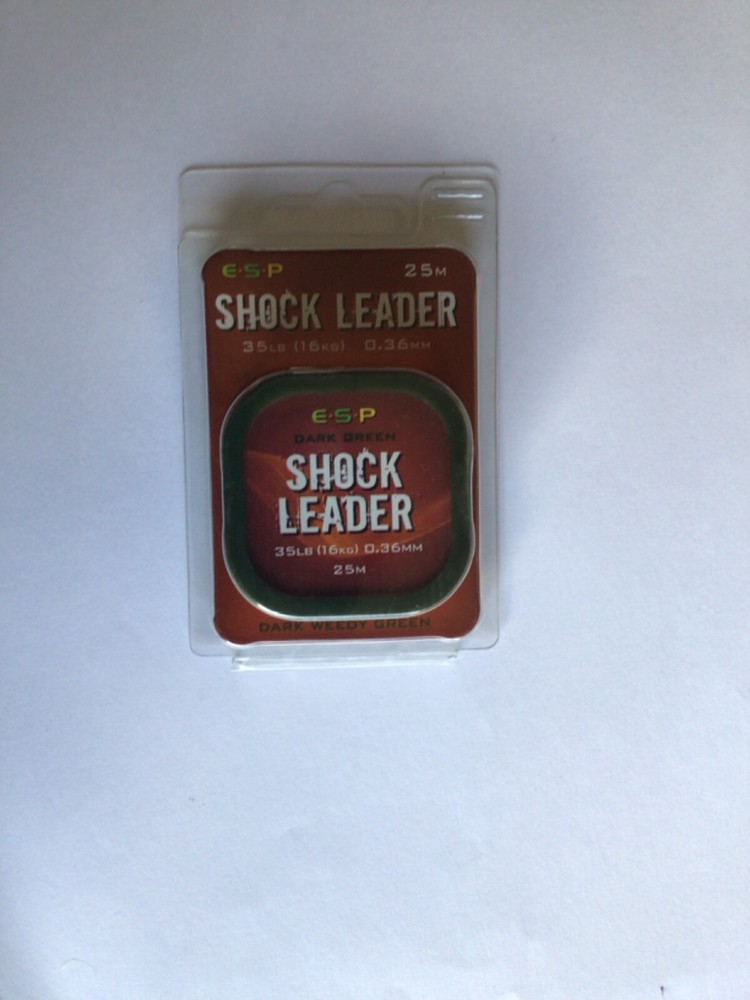 E·S·P 25M
SHOCK LEADER
35LB (16KG) 0.36MM
E·S·P
DARK GREEN
SHOCK
LEADER
35LB (16KG) 0.36MM
25M
DARK WEEDY GREEN